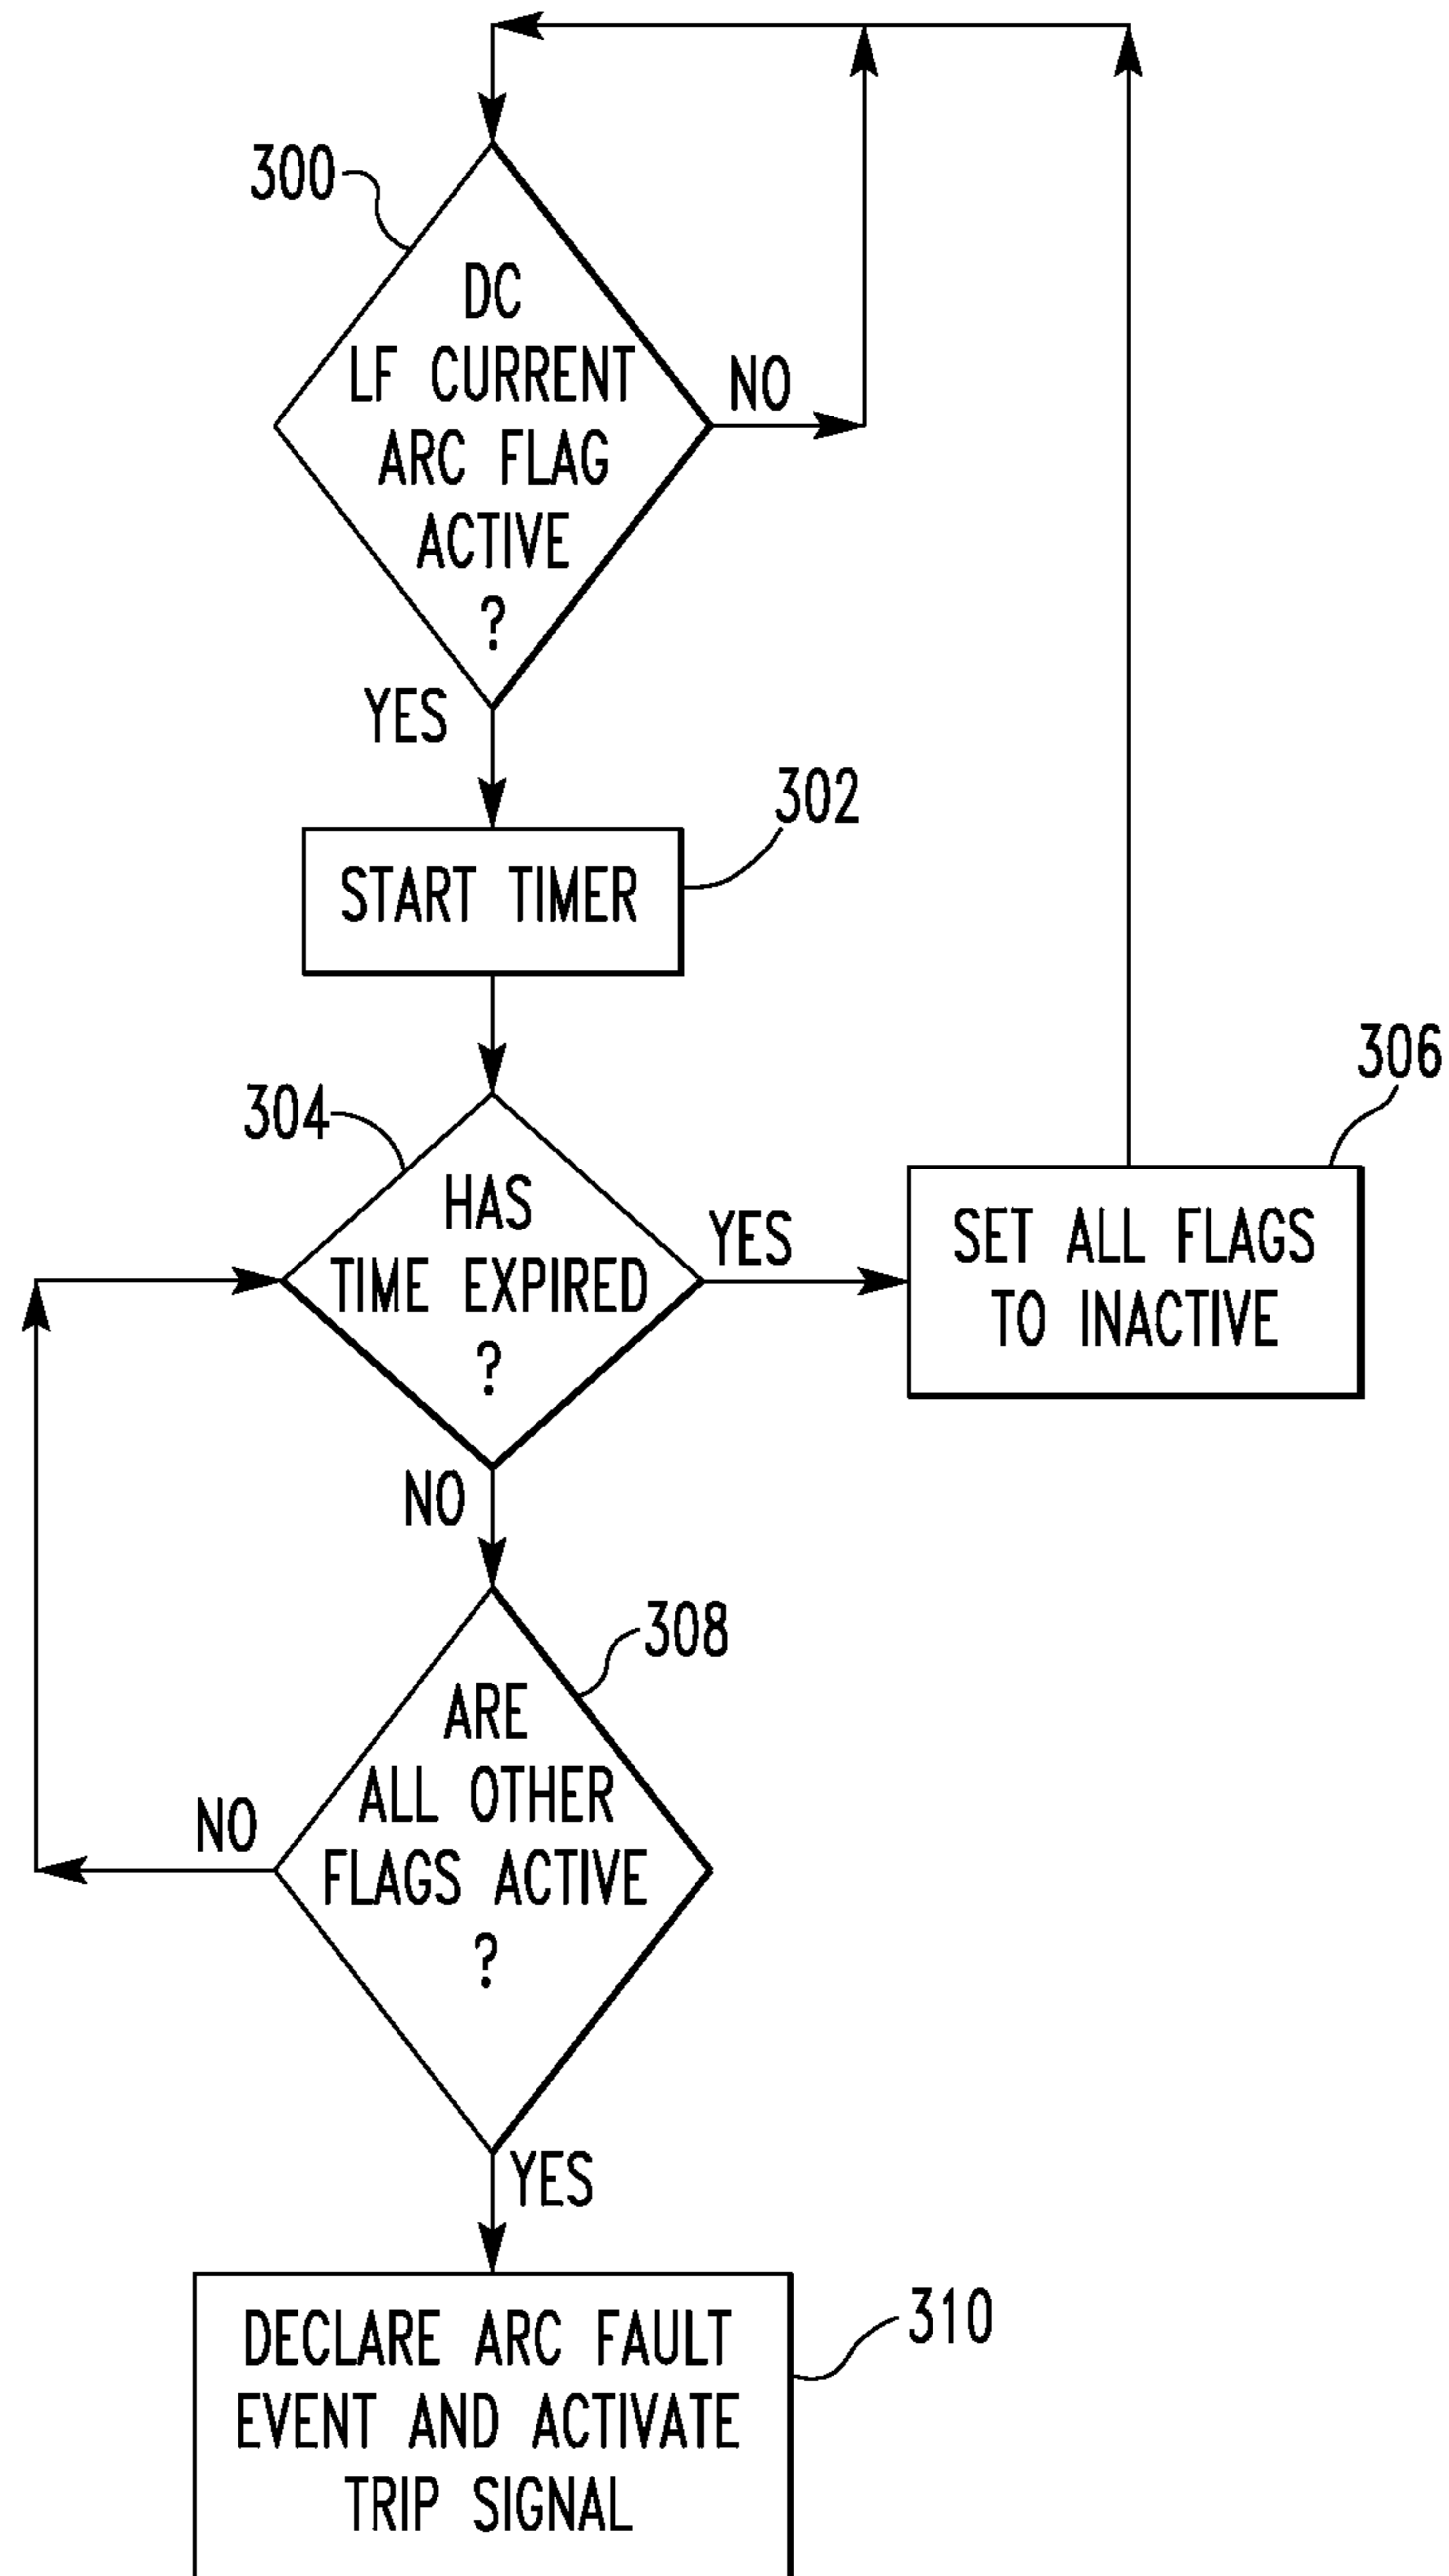 300
DC
LF CURRENT
ARC FLAG
ACTIVE
?
NO
YES
302
START TIMER
304
HAS
TIME EXPIRED
?
YES
306
SET ALL FLAGS
TO INACTIVE
NO
308
ARE
ALL OTHER
FLAGS ACTIVE
?
NO
YES
310
DECLARE ARC FAULT
EVENT AND ACTIVATE
TRIP SIGNAL